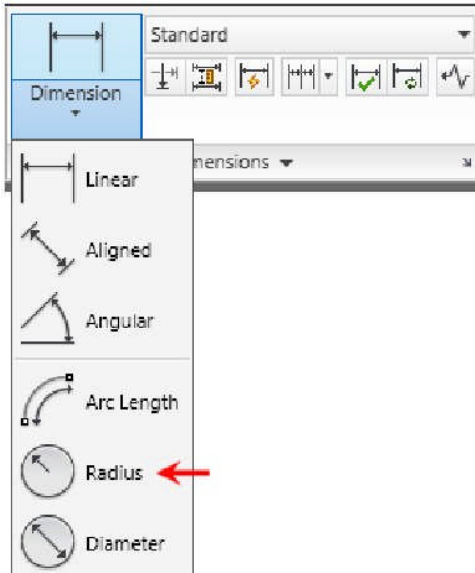 Standard
Dimension
mensions
Linear
Aligned
Angular
Arc Length
Radius
Diameter